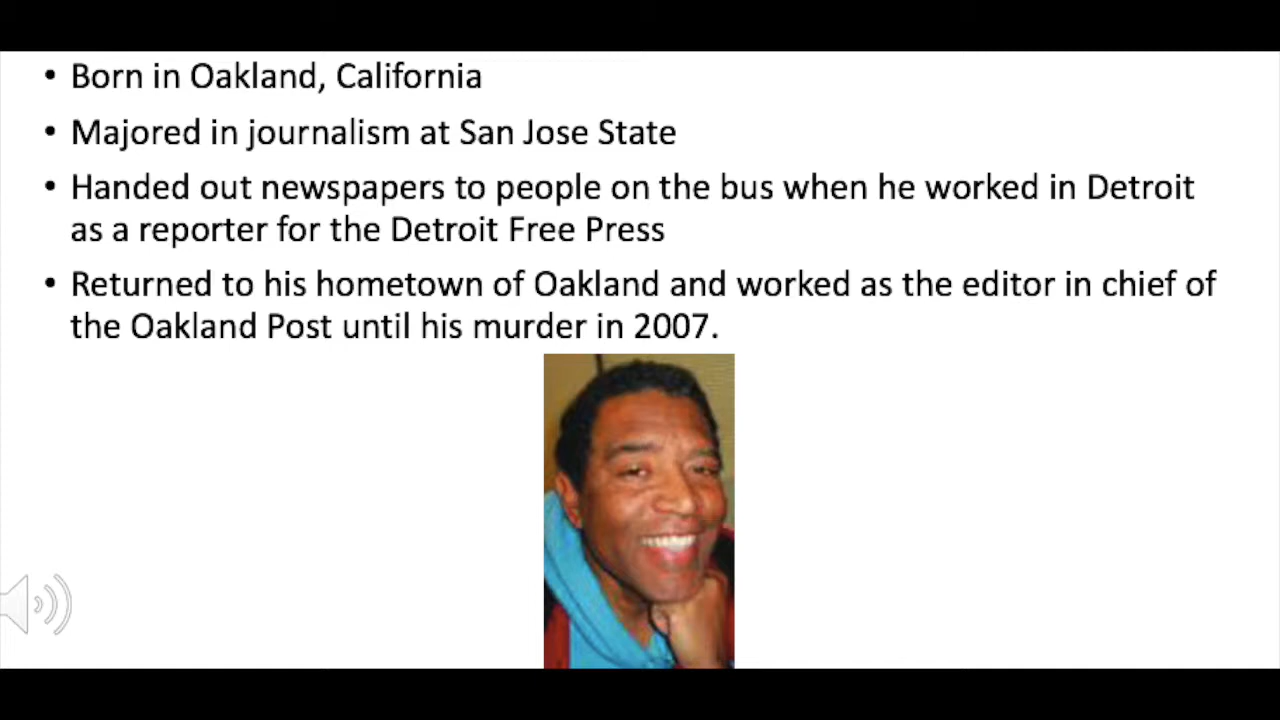 • Born in Oakland, California
• Majored in journalism at San Jose State
• Handed out newspapers to people on the bus when he worked in Detroit
as a reporter for the Detroit Free Press
• Returned to his hometown of Oakland and worked as the editor in chief of
the Oakland Post until his murder in 2007.